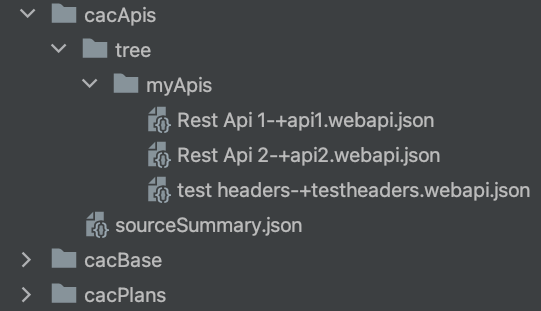 cacApis
tree
myApis
Rest Api 1-+api1.webapi.json
Rest Api 2-+api2.webapi.json
test headers-+testheaders.webapi.json
sourceSummary.json
cacBase
cacPlans